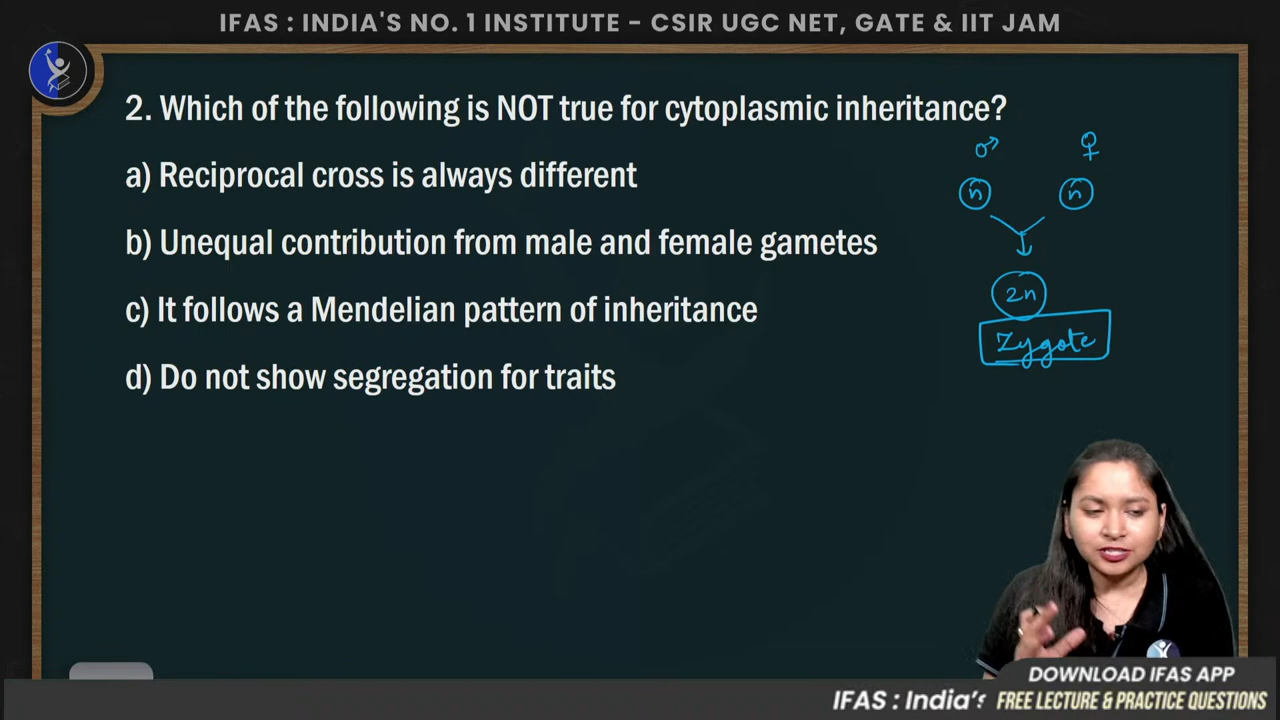 IFAS : INDIA'S NO. 1 INSTITUTE - CSIR UGC NET, GATE & IIT JAM
2. Which of the following is NOT true for cytoplasmic inheritance?
a) Reciprocal cross is always different
b) Unequal contribution from male and female gametes
c) It follows a Mendelian pattern of inheritance
d) Do not show segregation for traits
♂ ♀
n n
2n
Zygote
DOWNLOAD IFAS APP
IFAS : India's FREE LECTURE & PRACTICE QUESTIONS